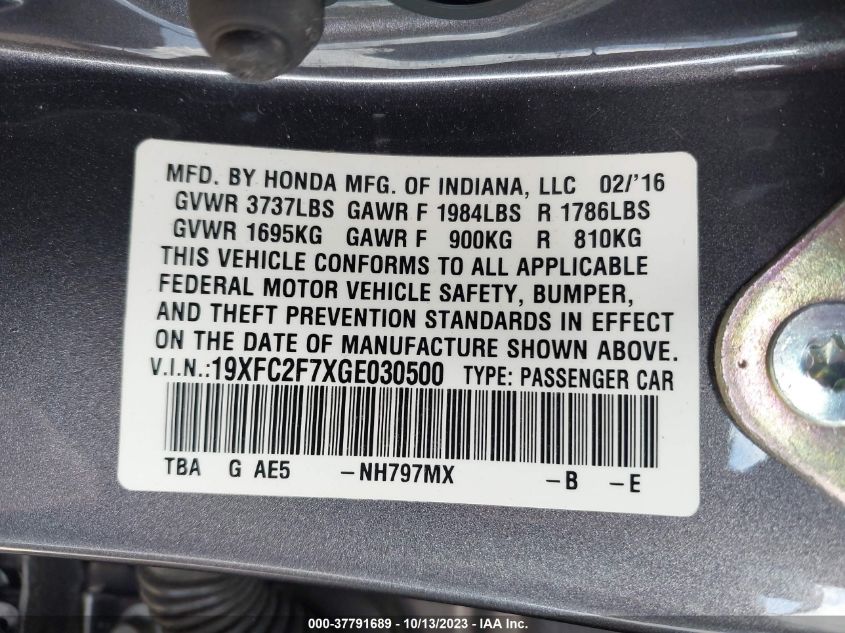 MFD. BY HONDA MFG. OF INDIANA, LLC 02/'16
GVWR 3737LBS GAWR F 1984LBS R 1786LBS
GVWR 1695KG GAWR F 900KG R 810KG
THIS VEHICLE CONFORMS TO ALL APPLICABLE
FEDERAL MOTOR VEHICLE SAFETY, BUMPER,
AND THEFT PREVENTION STANDARDS IN EFFECT
ON THE DATE OF MANUFACTURE SHOWN ABOVE.
V.I.N.:19XFC2F7XGE030500 TYPE: PASSENGER CAR
TBA G AE5 -NH797MX -B -E
000-37791689 - 10/13/2023 - IAA Inc.